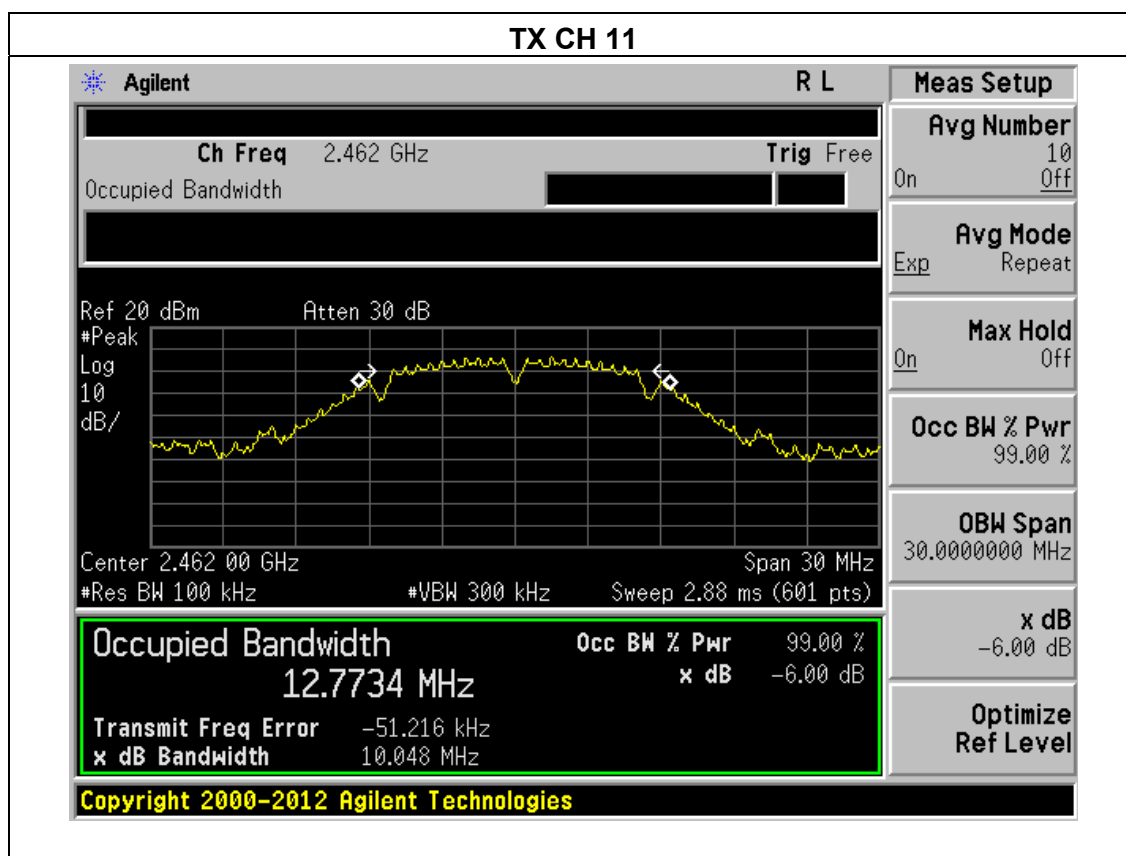 TX CH 11
Agilent R L
Ch Freq 2.462 GHz Trig Free
Occupied Bandwidth
Ref 20 dBm Atten 30 dB
#Peak
Log
10
dB/
Center 2.462 00 GHz Span 30 MHz
#Res BW 100 kHz #VBW 300 kHz Sweep 2.88 ms (601 pts)
Occupied Bandwidth Occ BW % Pwr 99.00 %
12.7734 MHz x dB -6.00 dB
Transmit Freq Error -51.216 kHz
x dB Bandwidth 10.048 MHz
Copyright 2000-2012 Agilent Technologies
Meas Setup
Avg Number
10
On Off
Avg Mode
Exp Repeat
Max Hold
On Off
Occ BW % Pwr
99.00 %
OBW Span
30.0000000 MHz
x dB
-6.00 dB
Optimize
Ref Level